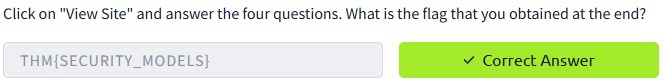 Click on "View Site" and answer the four questions. What is the flag that you obtained at the end?
THM{SECURITY_MODELS}
✓ Correct Answer